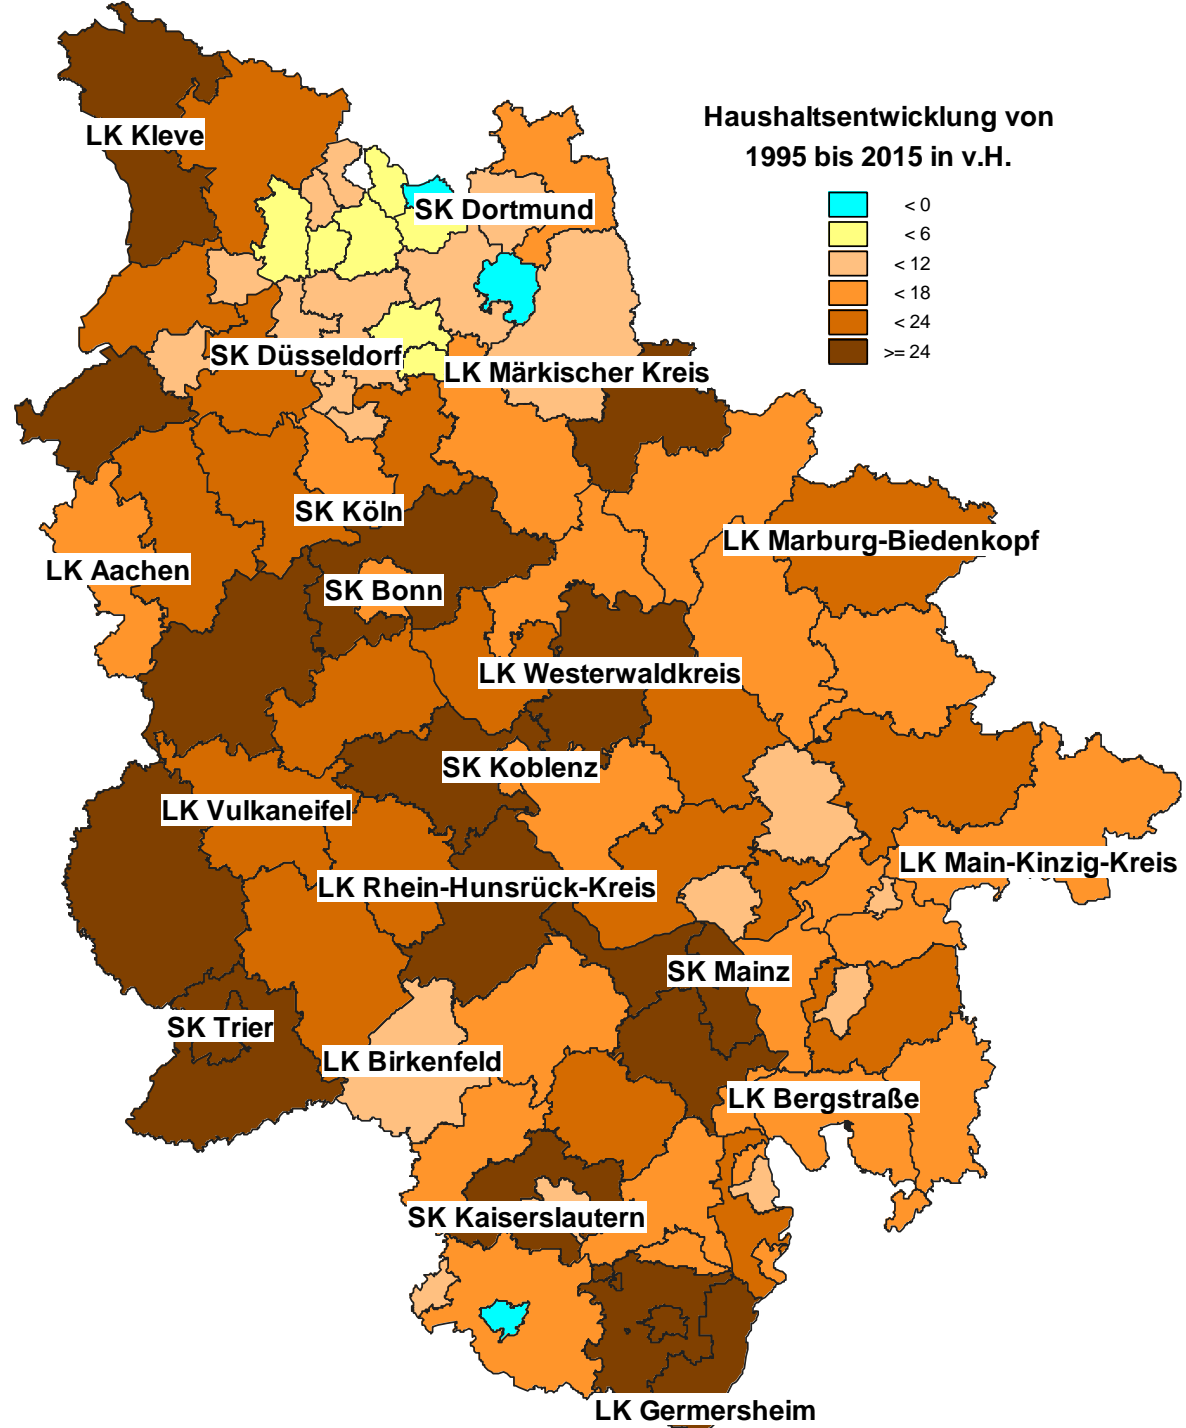 Haushaltsentwicklung von
1995 bis 2015 in v.H.
< 0
< 6
< 12
< 18
< 24
>= 24
LK Kleve
SK Dortmund
SK Düsseldorf
LK Märkischer Kreis
SK Köln
LK Marburg-Biedenkopf
LK Aachen
SK Bonn
LK Westerwaldkreis
SK Koblenz
LK Vulkaneifel
LK Main-Kinzig-Kreis
LK Rhein-Hunsrück-Kreis
SK Mainz
SK Trier
LK Birkenfeld
LK Bergstraße
SK Kaiserslautern
LK Germersheim